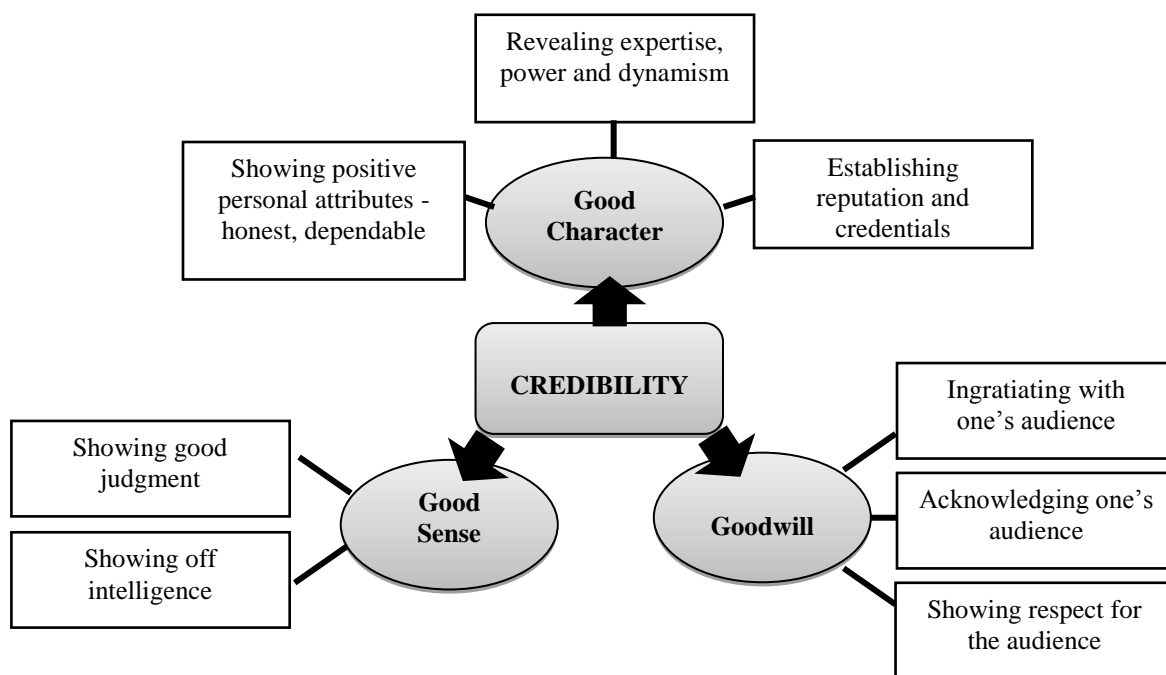 Revealing expertise,
power and dynamism
Showing positive
personal attributes -
honest, dependable
Good
Character
Establishing
reputation and
credentials
CREDIBILITY
Showing good
judgment
Showing off
intelligence
Good
Sense
Goodwill
Ingratiating with
one’s audience
Acknowledging one’s
audience
Showing respect for
the audience